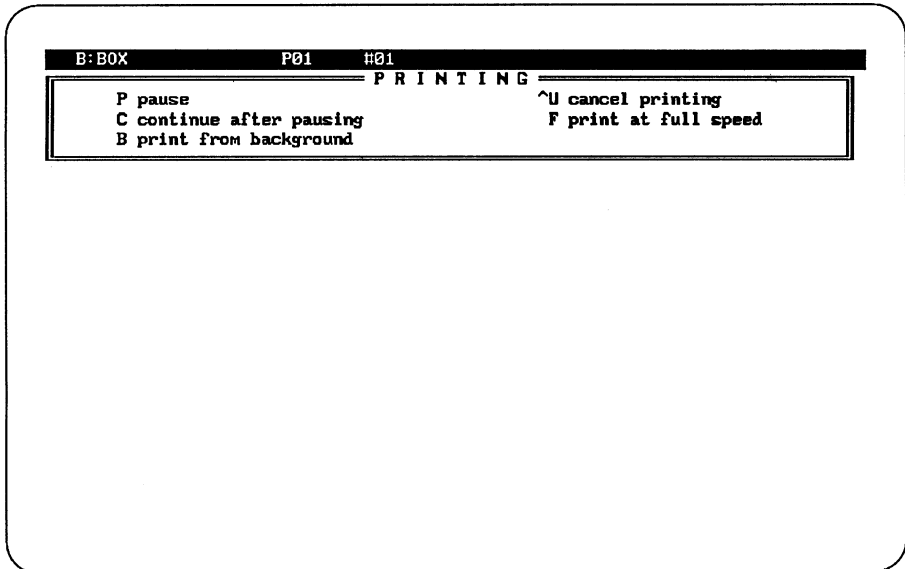 B:BOX P01 #01
P R I N T I N G
P pause ^U cancel printing
C continue after pausing F print at full speed
B print from background